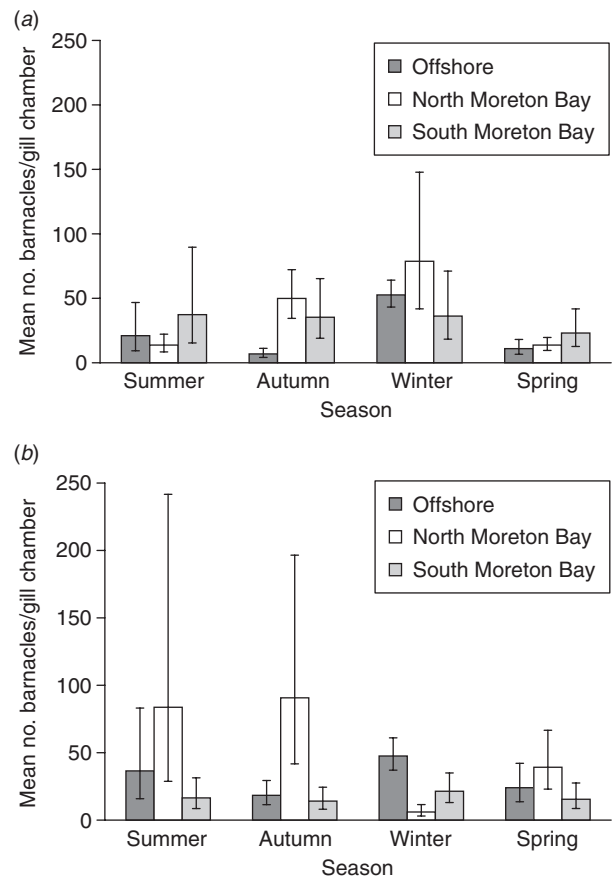 (a)
250
200
150
100
50
0
Mean no. barnacles/gill chamber
Offshore
North Moreton Bay
South Moreton Bay
Summer Autumn Winter Spring
Season
(b)
250
200
150
100
50
0
Mean no. barnacles/gill chamber
Offshore
North Moreton Bay
South Moreton Bay
Summer Autumn Winter Spring
Season